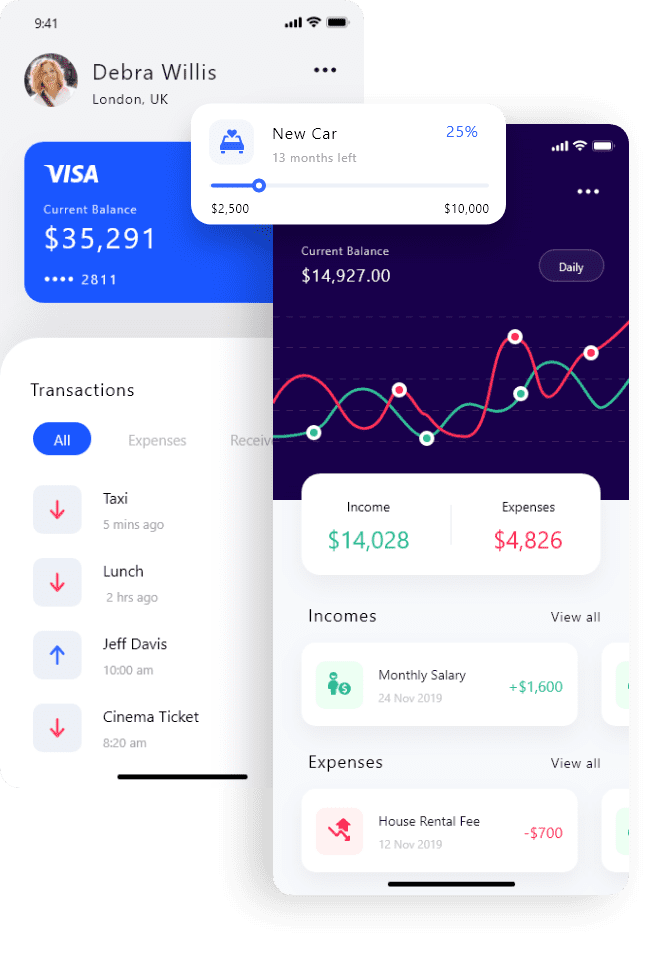 9:41
Debra Willis
London, UK
VISA
Current Balance
$35,291
•••• 2811
Transactions
All Expenses Receive
Taxi
5 mins ago
Lunch
2 hrs ago
Jeff Davis
10:00 am
Cinema Ticket
8:20 am
New Car 25%
13 months left
$2,500 $10,000
Current Balance
$14,927.00
Daily
Income Expenses
$14,028 $4,826
Incomes View all
Monthly Salary
24 Nov 2019
+$1,600
Expenses View all
House Rental Fee
12 Nov 2019
-$700